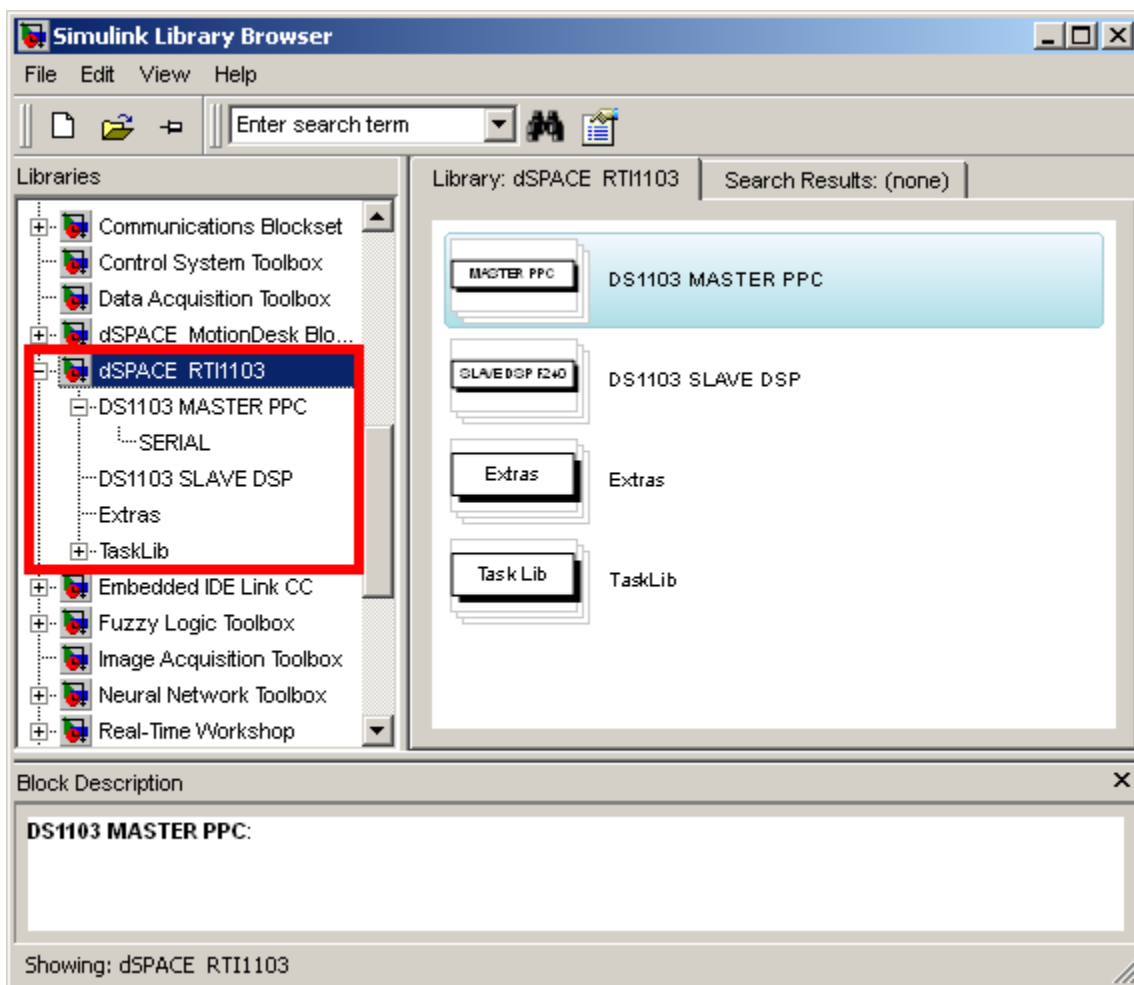 Simulink Library Browser
File Edit View Help
Enter search term
Libraries
Communications Blockset
Control System Toolbox
Data Acquisition Toolbox
dSPACE MotionDesk Blo...
dSPACE RTI1103
DS1103 MASTER PPC
SERIAL
DS1103 SLAVE DSP
Extras
TaskLib
Embedded IDE Link CC
Fuzzy Logic Toolbox
Image Acquisition Toolbox
Neural Network Toolbox
Real-Time Workshop
Library: dSPACE RTI1103
Search Results: (none)
MASTER PPC
DS1103 MASTER PPC
SLAVE DSP F240
DS1103 SLAVE DSP
Extras
Extras
Task Lib
TaskLib
Block Description
DS1103 MASTER PPC:
Showing: dSPACE RTI1103